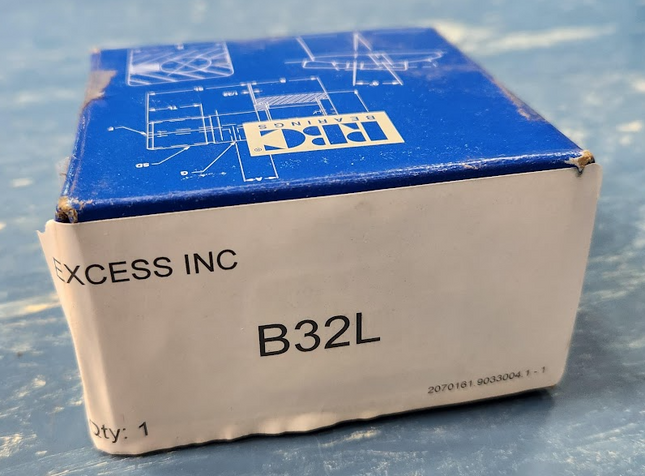 RBC
BEARINGS
®
EXCESS INC
B32L
2070161.9033004.1 - 1
Qty: 1